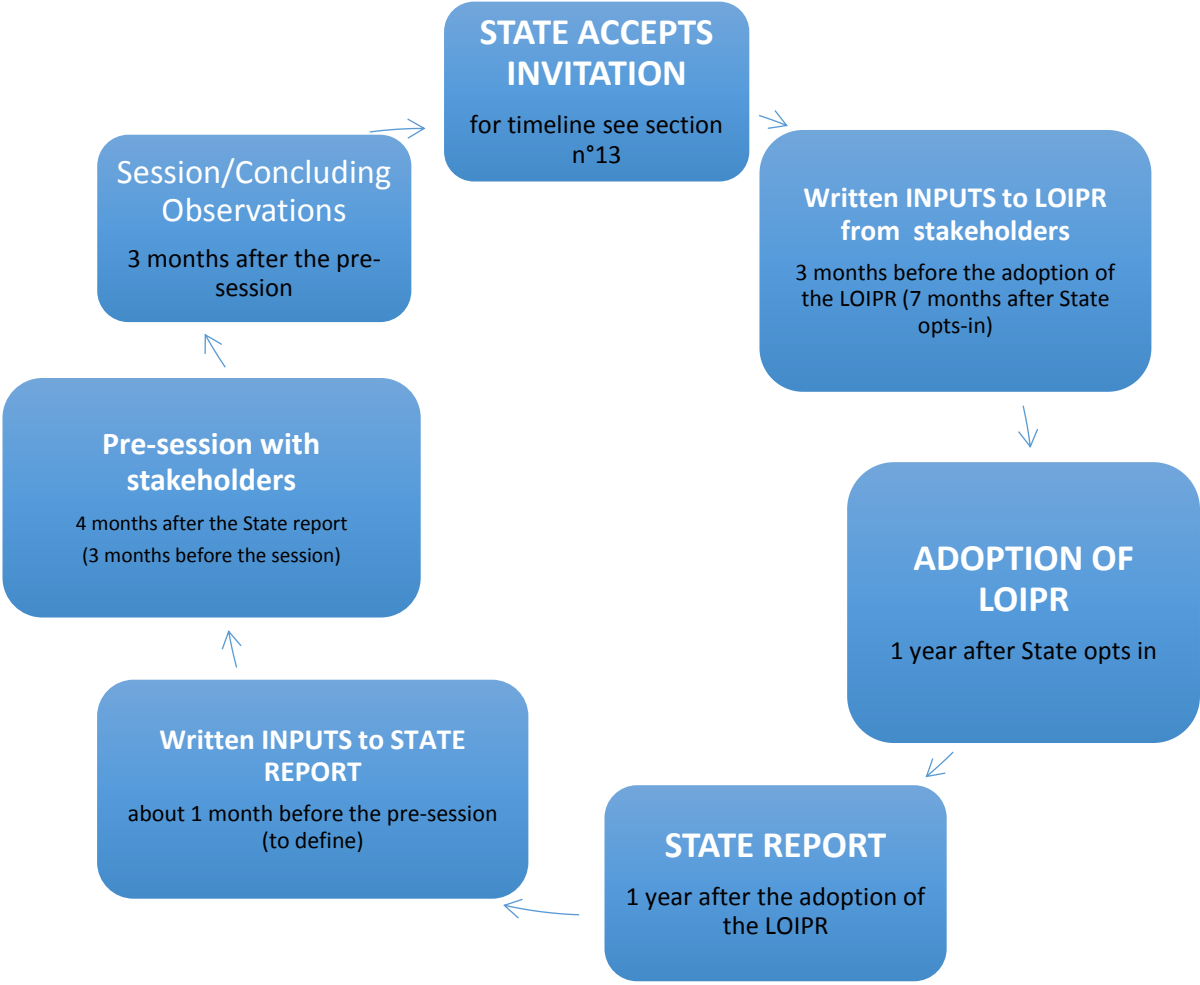 STATE ACCEPTS
INVITATION
for timeline see section
n°13
Written INPUTS to LOIPR
from stakeholders
3 months before the adoption of
the LOIPR (7 months after State
opts-in)
ADOPTION OF
LOIPR
1 year after State opts in
STATE REPORT
1 year after the adoption of
the LOIPR
Written INPUTS to STATE
REPORT
about 1 month before the pre-session
(to define)
Pre-session with
stakeholders
4 months after the State report
(3 months before the session)
Session/Concluding
Observations
3 months after the pre-
session